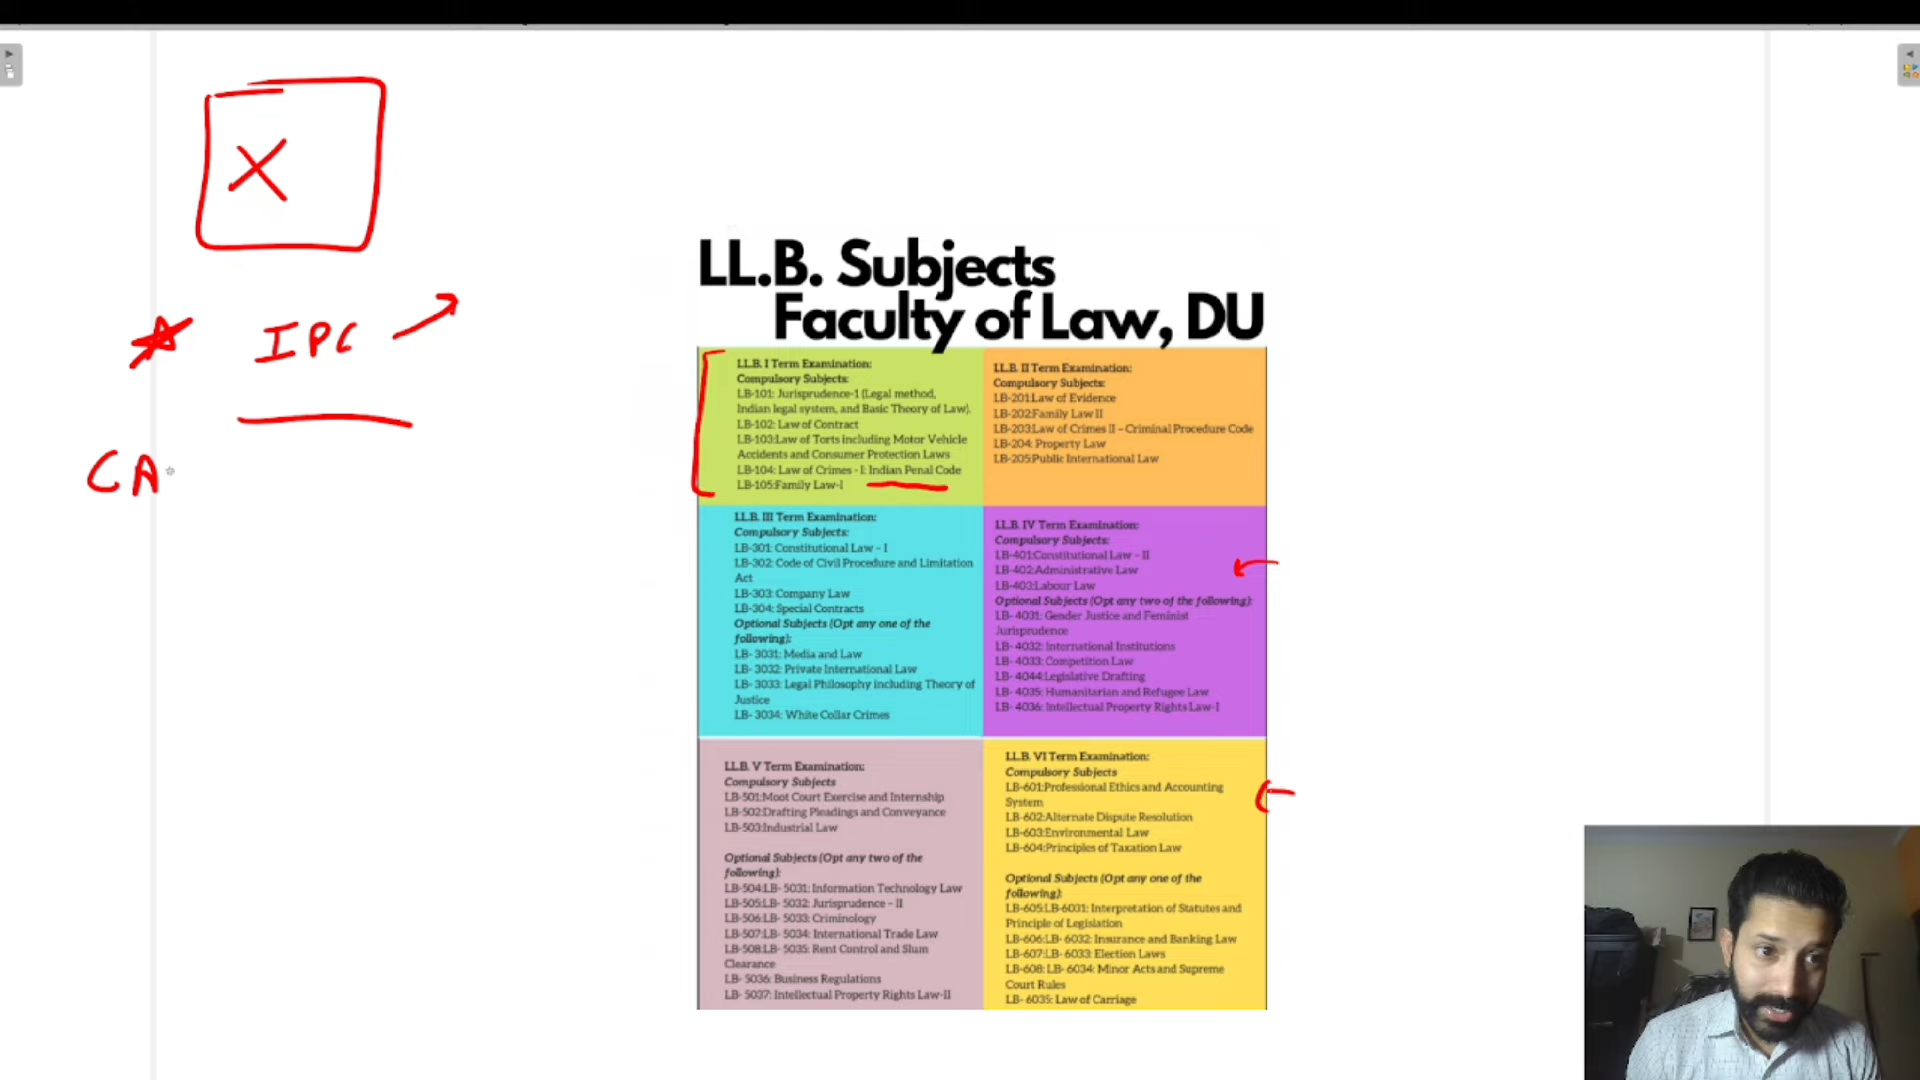 X
IPC
CA
LL.B. Subjects
Faculty of Law, DU
LL.B. I Term Examination:
Compulsory Subjects:
LB-101: Jurisprudence-1 (Legal method,
Indian legal system, and Basic Theory of Law).
LB-102: Law of Contract
LB-103:Law of Torts including Motor Vehicle
Accidents and Consumer Protection Laws
LB-104: Law of Crimes - I: Indian Penal Code
LB-105:Family Law-I
LL.B. II Term Examination:
Compulsory Subjects:
LB-201:Law of Evidence
LB-202:Family Law II
LB-203:Law of Crimes II – Criminal Procedure Code
LB-204: Property Law
LB-205:Public International Law
LL.B. III Term Examination:
Compulsory Subjects:
LB-301: Constitutional Law – I
LB-302: Code of Civil Procedure and Limitation
Act
LB-303: Company Law
LB-304: Special Contracts
Optional Subjects (Opt any one of the
following):
LB- 3031: Media and Law
LB- 3032: Private International Law
LB- 3033: Legal Philosophy including Theory of
Justice
LB- 3034: White Collar Crimes
LL.B. IV Term Examination:
Compulsory Subjects:
LB-401:Constitutional Law – II
LB-402:Administrative Law
LB-403:Labour Law
Optional Subjects (Opt any two of the following):
LB- 4031: Gender Justice and Feminist
Jurisprudence
LB- 4032: International Institutions
LB- 4033: Competition Law
LB- 4044:Legislative Drafting
LB- 4035: Humanitarian and Refugee Law
LB- 4036: Intellectual Property Rights Law-I
LL.B. V Term Examination:
Compulsory Subjects
LB-501:Moot Court Exercise and Internship
LB-502:Drafting Pleadings and Conveyance
LB-503:Industrial Law
Optional Subjects (Opt any two of the
following):
LB-504:LB- 5031: Information Technology Law
LB-505:LB- 5032: Jurisprudence – II
LB-506:LB- 5033: Criminology
LB-507:LB- 5034: International Trade Law
LB-508:LB- 5035: Rent Control and Slum
Clearance
LB- 5036: Business Regulations
LB- 5037: Intellectual Property Rights Law-II
LL.B. VI Term Examination:
Compulsory Subjects
LB-601:Professional Ethics and Accounting
System
LB-602:Alternate Dispute Resolution
LB-603:Environmental Law
LB-604:Principles of Taxation Law
Optional Subjects (Opt any one of the
following):
LB-605:LB-6031: Interpretation of Statutes and
Principle of Legislation
LB-606:LB- 6032: Insurance and Banking Law
LB-607:LB- 6033: Election Laws
LB-608: LB- 6034: Minor Acts and Supreme
Court Rules
LB- 6035: Law of Carriage